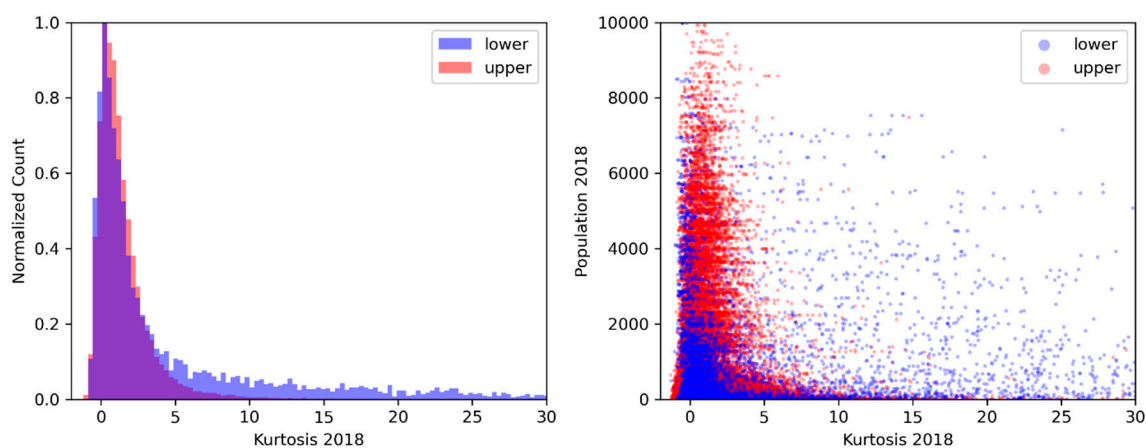 1.0
0.8
0.6
0.4
0.2
0.0
Normalized Count
lower
upper
0 5 10 15 20 25 30
Kurtosis 2018
10000
8000
6000
4000
2000
0
Population 2018
lower
upper
0 5 10 15 20 25 30
Kurtosis 2018